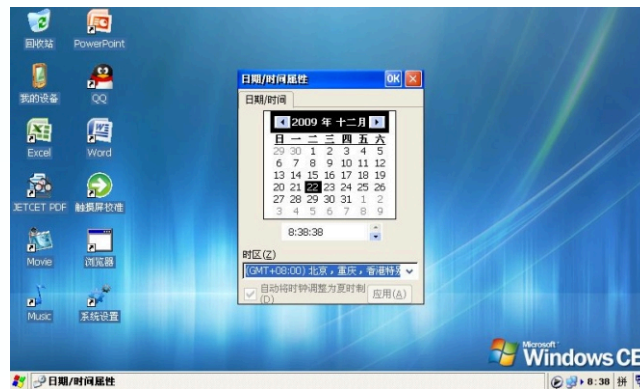 回收站
PowerPoint
我的设备
QQ
Excel
Word
JETCET PDF
触摸屏校准
Movie
浏览器
Music
系统设置
日期/时间属性
OK
日期/时间
2009 年 十二月
日 一 二 三 四 五 六
29 30 1 2 3 4 5
6 7 8 9 10 11 12
13 14 15 16 17 18 19
20 21 22 23 24 25 26
27 28 29 30 31 1 2
3 4 5 6 7 8 9
8:38:38
时区(Z)
(GMT+08:00) 北京，重庆，香港特别
自动将时钟调整为夏时制
(D)
应用(A)
Microsoft
Windows CE
日期/时间属性
8:38
拼